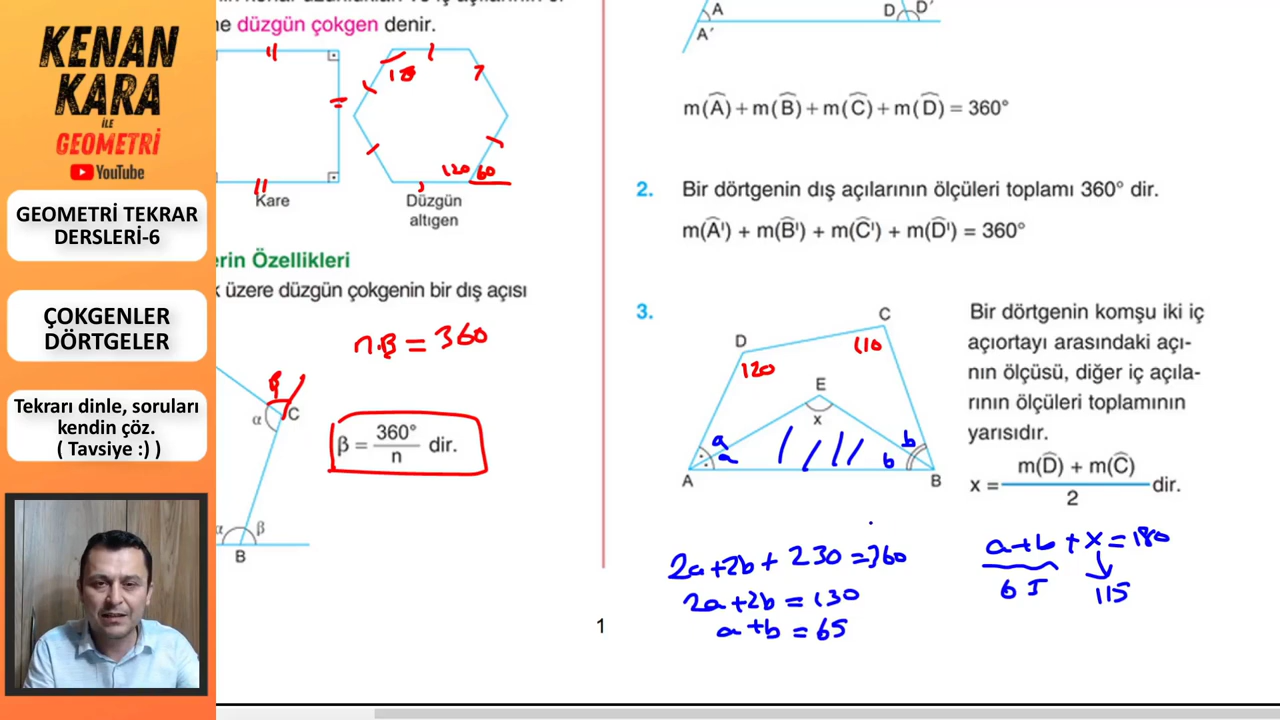 KENAN
KARA
İLE
GEOMETRİ
YouTube
GEOMETRİ TEKRAR
DERSLERİ-6
ÇOKGENLER
DÖRTGELER
Tekrarı dinle, soruları
kendin çöz.
( Tavsiye :) )
ne düzgün çokgen denir.
120
120 60
Kare
Düzgün
altıgen
erin Özellikleri
k üzere düzgün çokgenin bir dış açısı
n.β = 360
β
α C
β = 360° / n dir.
α β
B
1
A D D'
A'
m(Â) + m(B̂) + m(Ĉ) + m(D̂) = 360°
2. Bir dörtgenin dış açılarının ölçüleri toplamı 360° dir.
m(Â') + m(B̂') + m(Ĉ') + m(D̂') = 360°
3.
C
D
110
120
E
x
a b
a b
A B
Bir dörtgenin komşu iki iç
açıortayı arasındaki açı-
nın ölçüsü, diğer iç açıla-
rının ölçüleri toplamının
yarısıdır.
x = m(D̂) + m(Ĉ) / 2 dir.
2a+2b+230=360
2a+2b=130
a+b=65
a+b+x=180
65 115